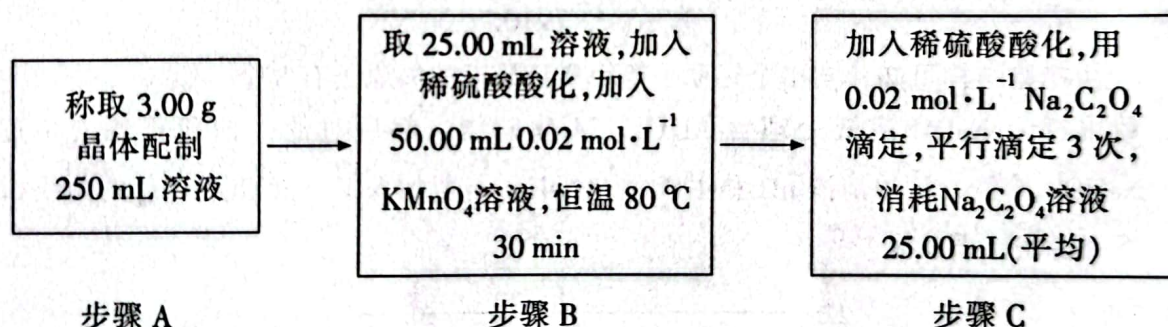 称取 3.00 g
晶体配制
250 mL 溶液
步骤 A
取 25.00 mL 溶液,加入
稀硫酸酸化,加入
50.00 mL 0.02 mol·L⁻¹
KMnO₄溶液,恒温 80 ℃
30 min
步骤 B
加入稀硫酸酸化,用
0.02 mol·L⁻¹ Na₂C₂O₄
滴定,平行滴定 3 次,
消耗Na₂C₂O₄溶液
25.00 mL(平均)
步骤 C